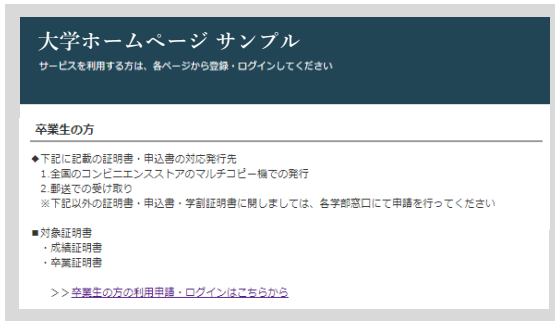 大学ホームページ サンプル
サービスを利用する方は、各ページから登録・ログインしてください
卒業生の方
◆下記に記載の証明書・申込書の対応発行先
1.全国のコンビニエンスストアのマルチコピー機での発行
2.郵送での受け取り
※下記以外の証明書・申込書・学割証明書に関しましては、各学部窓口にて申請を行ってください
■対象証明書
・成績証明書
・卒業証明書
>>卒業生の方の利用申請・ログインはこちらから